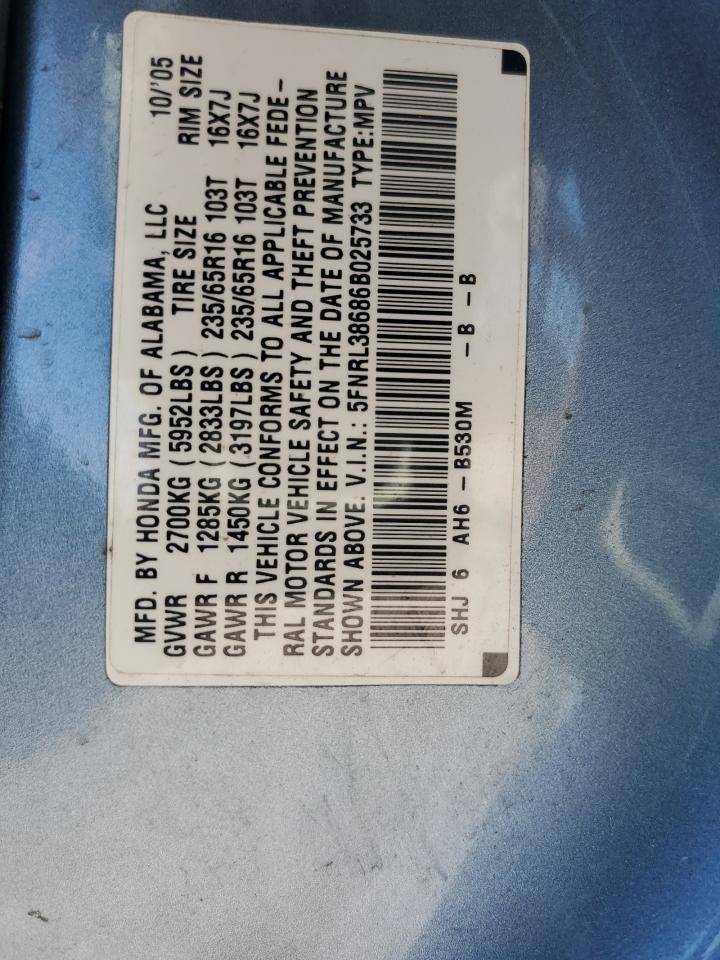 MFD. BY HONDA MFG. OF ALABAMA, LLC 10/'05
GVWR 2700KG (5952LBS) TIRE SIZE RIM SIZE
GAWR F 1285KG (2833LBS) 235/65R16 103T 16X7J
GAWR R 1450KG (3197LBS) 235/65R16 103T 16X7J
THIS VEHICLE CONFORMS TO ALL APPLICABLE FEDE-
RAL MOTOR VEHICLE SAFETY AND THEFT PREVENTION
STANDARDS IN EFFECT ON THE DATE OF MANUFACTURE
SHOWN ABOVE. V.I.N.: 5FNRL38686B025733 TYPE:MPV
SHJ 6 AH6 - B530M - B - B